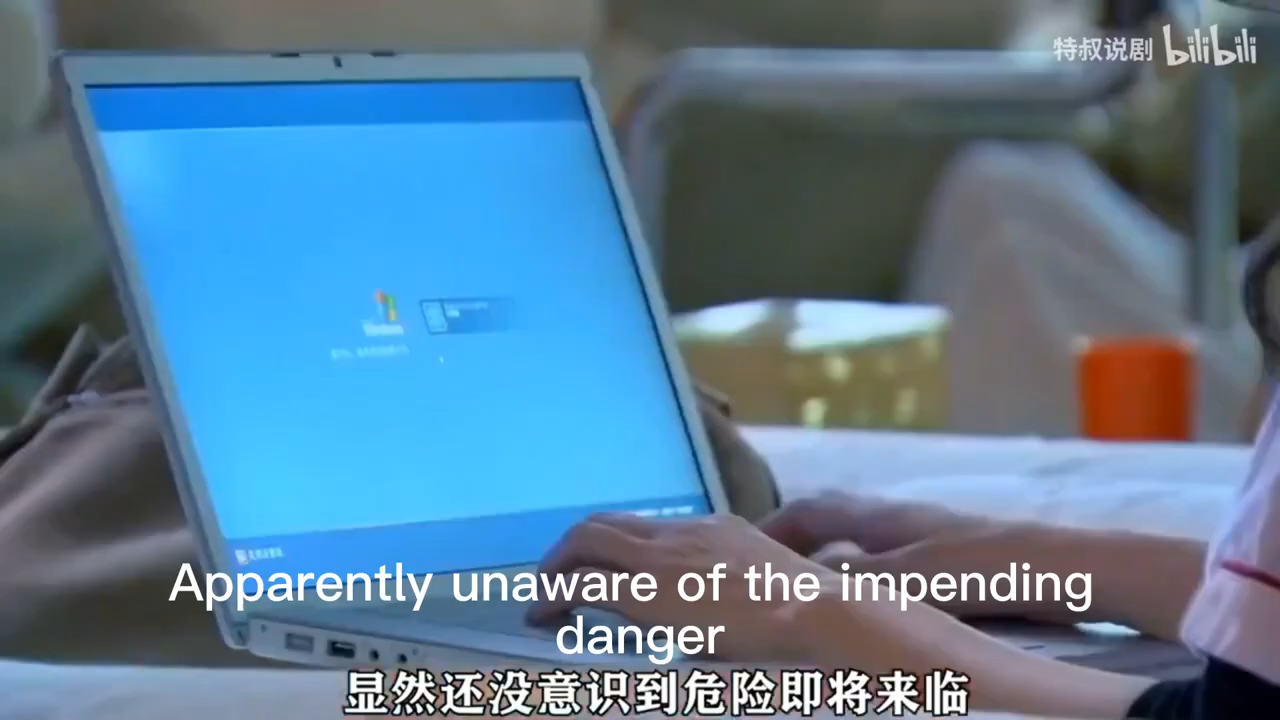 特叔说剧 bilibili
Apparently unaware of the impending
danger
显然还没意识到危险即将来临